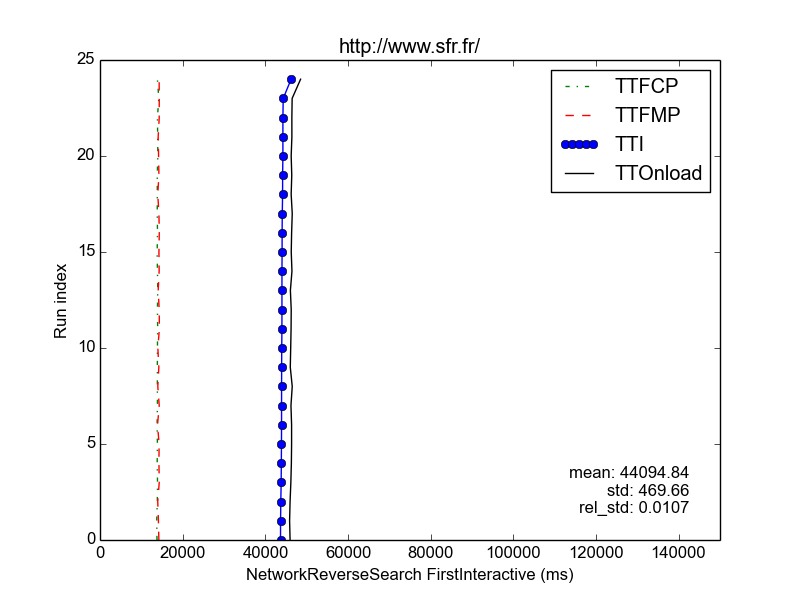 http://www.sfr.fr/
25
20
15
10
5
0
Run index
TTFCP
TTFMP
TTI
TTOnload
mean: 44094.84
std: 469.66
rel_std: 0.0107
0 20000 40000 60000 80000 100000 120000 140000
NetworkReverseSearch FirstInteractive (ms)